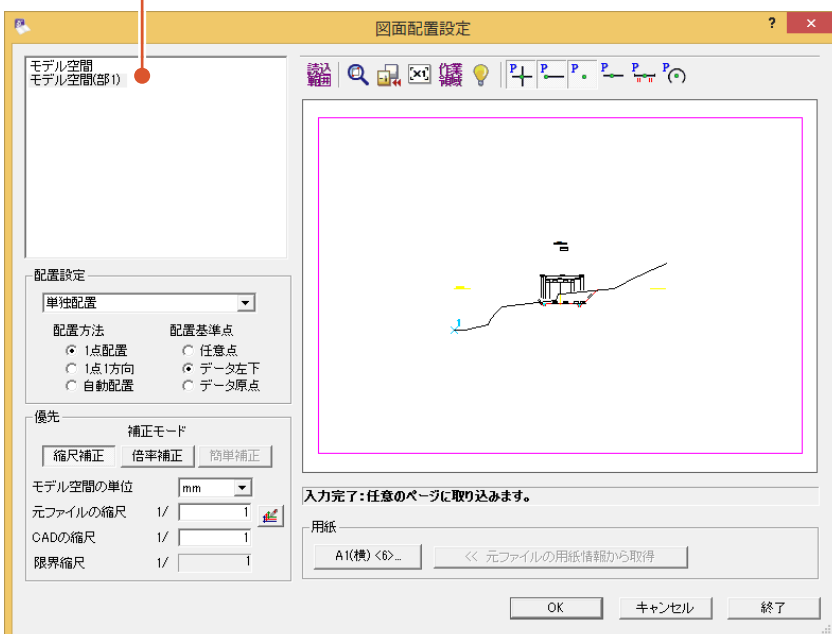 図面配置設定
?
×
モデル空間
モデル空間(部1)
読込範囲
×1
作業領域
P
P
P
P
P
P
1
配置設定
単独配置
配置方法
配置基準点
1点配置
任意点
1点1方向
データ左下
自動配置
データ原点
優先
補正モード
縮尺補正
倍率補正
簡単補正
モデル空間の単位
mm
元ファイルの縮尺 1/ 1
CADの縮尺 1/ 1
限界縮尺 1/ 1
入力完了:任意のページに取り込みます。
用紙
A1(横) <6>...
<< 元ファイルの用紙情報から取得
OK
キャンセル
終了